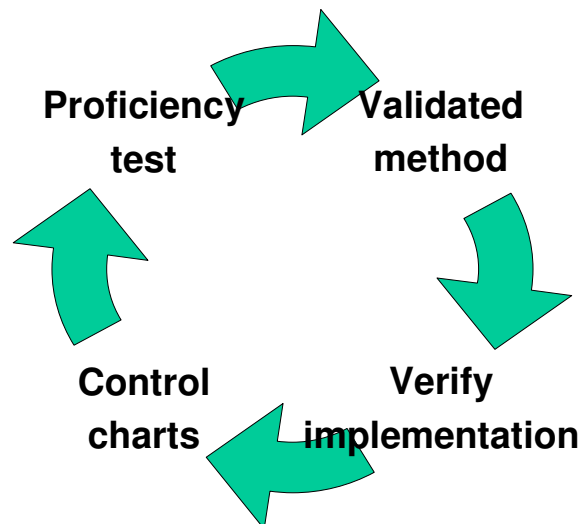 Proficiency
test
Validated
method
Verify
implementation
Control
charts